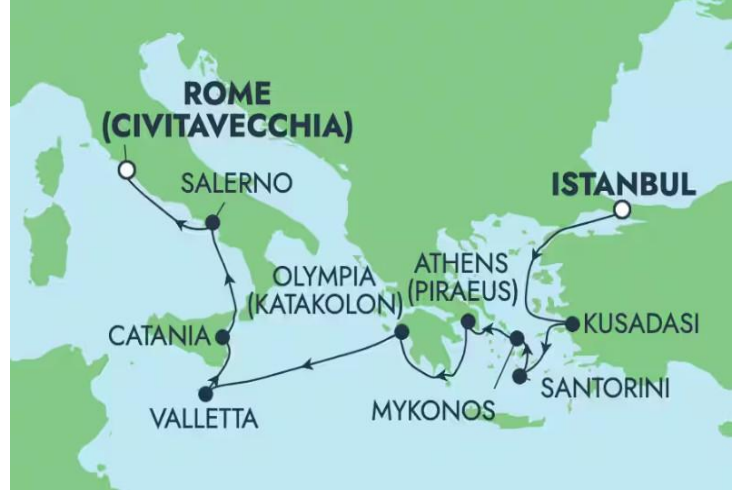 ROME
(CIVITAVECCHIA)
SALERNO
ISTANBUL
OLYMPIA
(KATAKOLON)
ATHENS
(PIRAEUS)
CATANIA
KUSADASI
SANTORINI
MYKONOS
VALLETTA